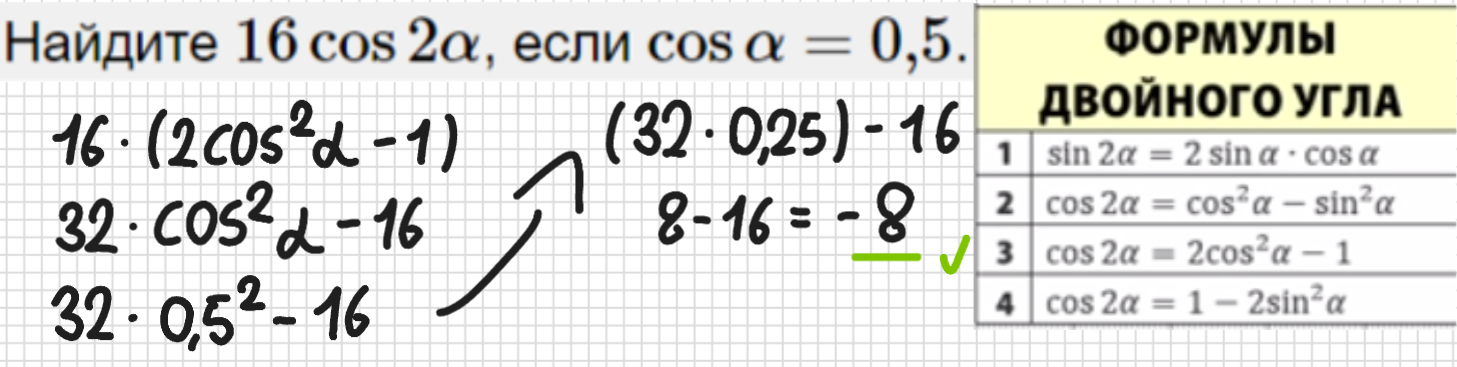 Найдите 16 cos 2α, если cos α = 0,5.
16 · (2cos²α - 1)
32 · cos²α - 16
32 · 0,5² - 16
(32 · 0,25) - 16
8 - 16 = - 8 ✓
ФОРМУЛЫ
ДВОЙНОГО УГЛА
1 sin 2α = 2 sin α · cos α
2 cos 2α = cos²α − sin²α
3 cos 2α = 2cos²α − 1
4 cos 2α = 1 − 2sin²α